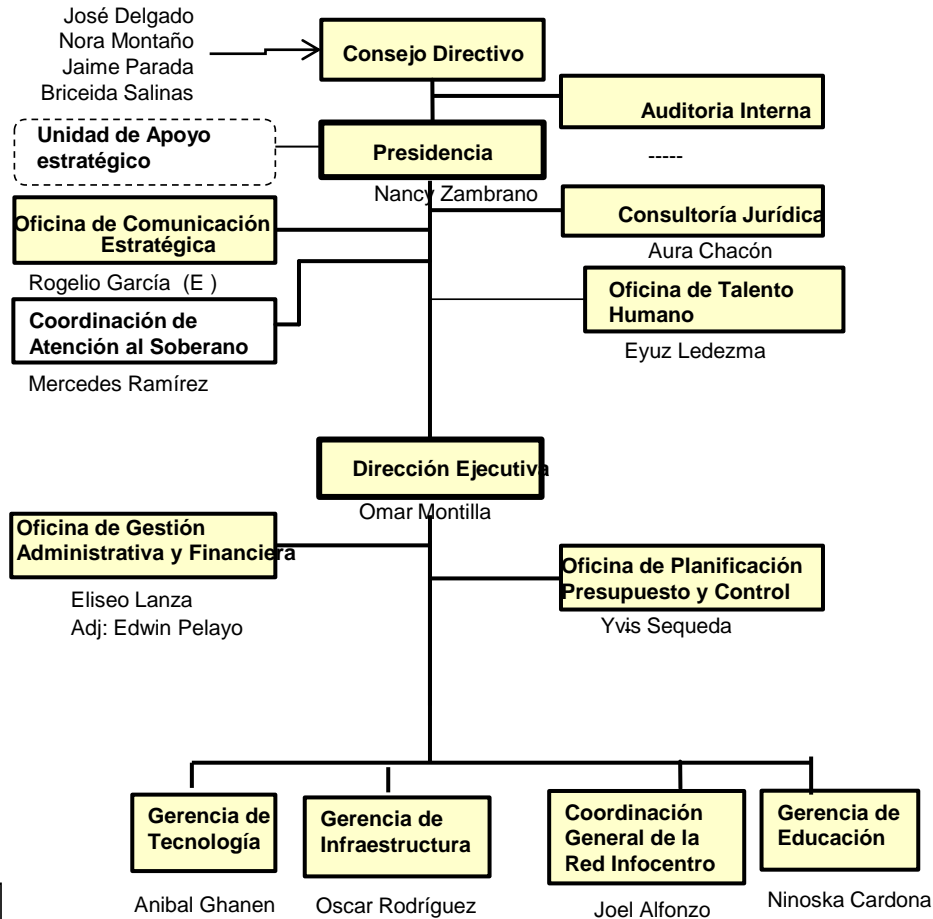 José Delgado
Nora Montaño
Jaime Parada
Briceida Salinas
Consejo Directivo
Auditoria Interna
-----
Unidad de Apoyo
estratégico
Presidencia
Nancy Zambrano
Oficina de Comunicación
Estratégica
Rogelio García (E )
Consultoría Jurídica
Aura Chacón
Coordinación de
Atención al Soberano
Mercedes Ramírez
Oficina de Talento
Humano
Eyuz Ledezma
Dirección Ejecutiva
Omar Montilla
Oficina de Gestión
Administrativa y Financiera
Eliseo Lanza
Adj: Edwin Pelayo
Oficina de Planificación
Presupuesto y Control
Yvis Sequeda
Gerencia de
Tecnología
Anibal Ghanen
Gerencia de
Infraestructura
Oscar Rodríguez
Coordinación
General de la
Red Infocentro
Joel Alfonzo
Gerencia de
Educación
Ninoska Cardona